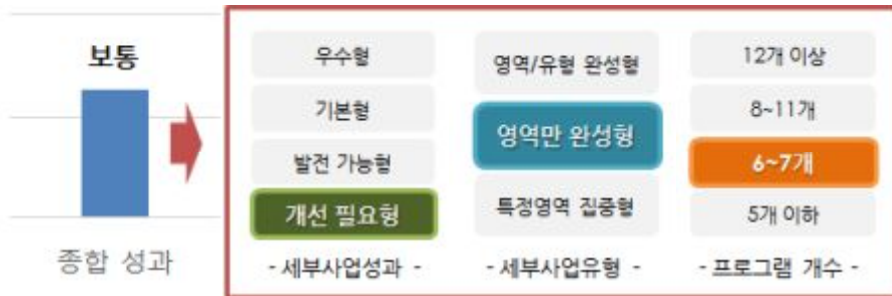 보통
종합 성과
우수형
기본형
발전 가능형
개선 필요형
- 세부사업성과 -
영역/유형 완성형
영역만 완성형
특정영역 집중형
- 세부사업유형 -
12개 이상
8~11개
6~7개
5개 이하
- 프로그램 개수 -